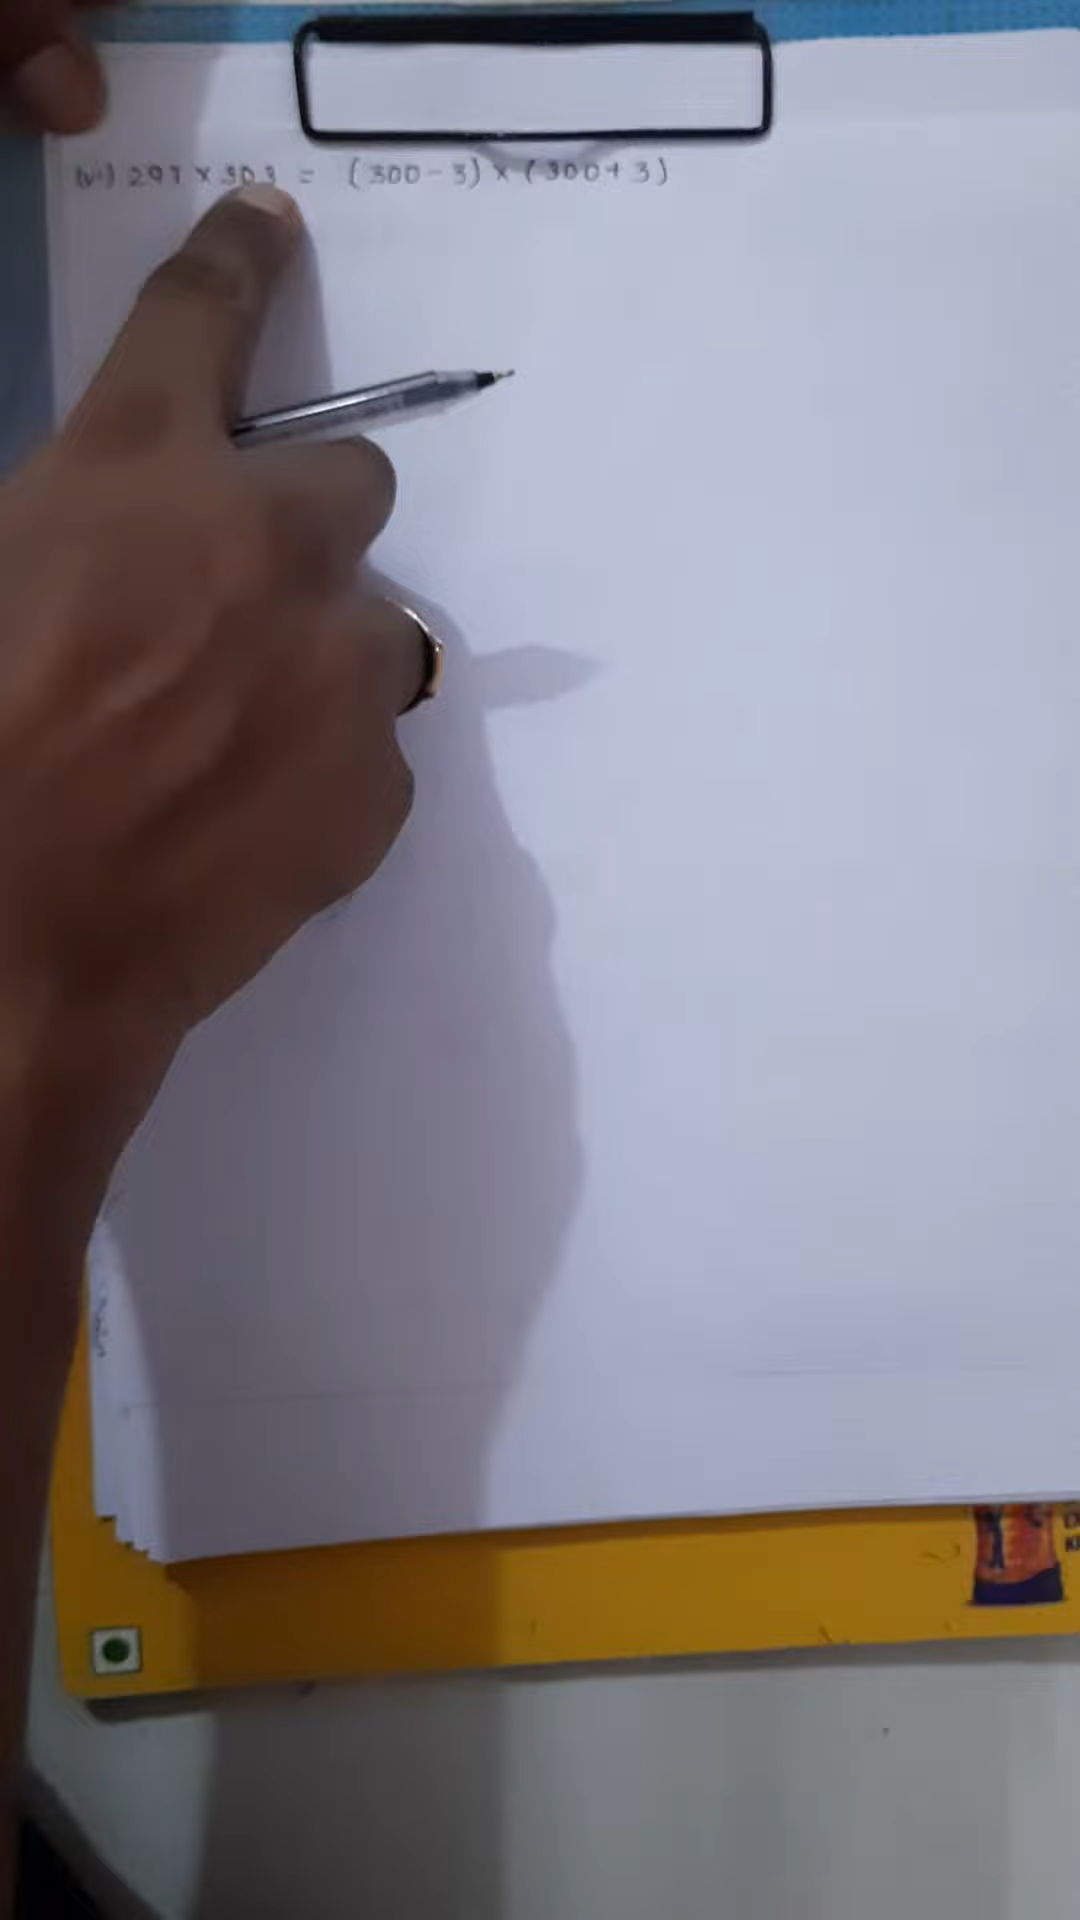 (vi) 297 × 303 = (300 - 3) × (300 + 3)